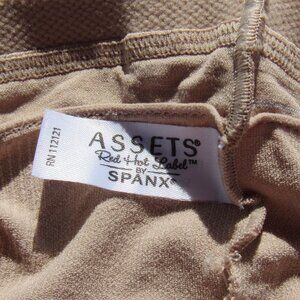 ASSETS®
Red Hot Label™
BY
SPANX®
RN 112121